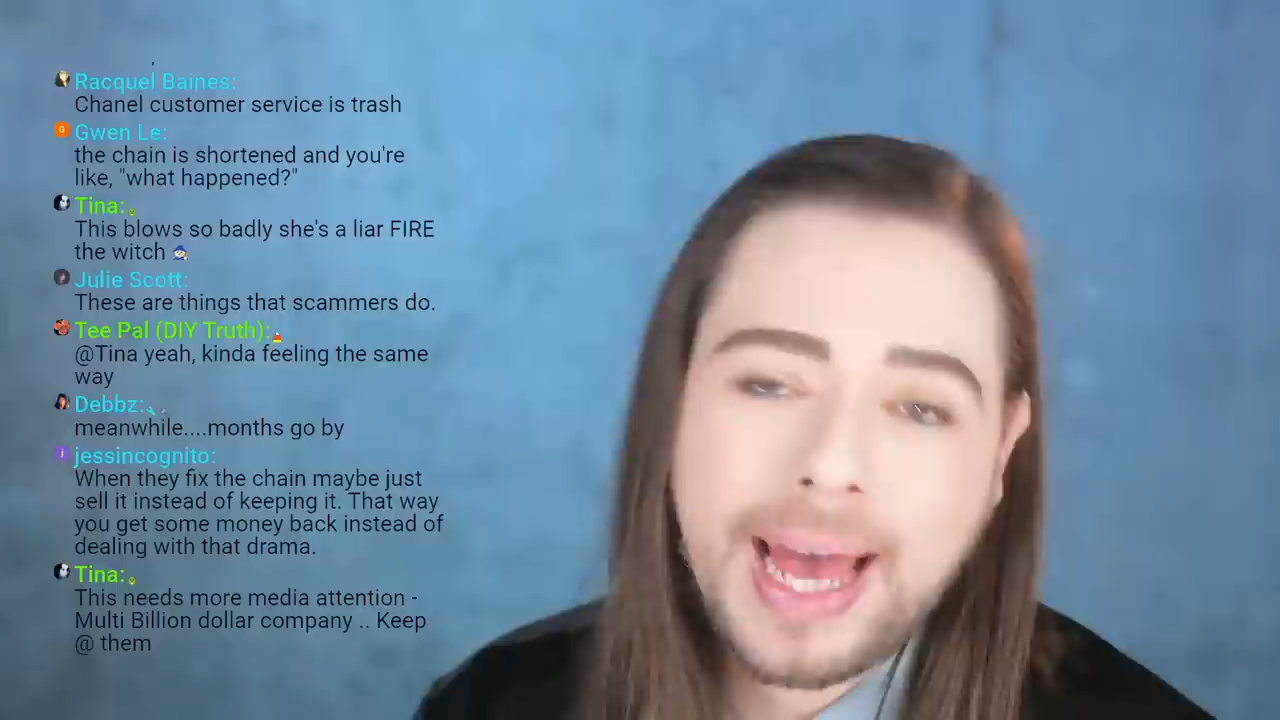 Racquel Baines:
Chanel customer service is trash
Gwen Le:
the chain is shortened and you're
like, "what happened?"
Tina:
This blows so badly she's a liar FIRE
the witch
Julie Scott:
These are things that scammers do.
Tee Pal (DIY Truth):
@Tina yeah, kinda feeling the same
way
Debbz:
meanwhile....months go by
jessincognito:
When they fix the chain maybe just
sell it instead of keeping it. That way
you get some money back instead of
dealing with that drama.
Tina:
This needs more media attention -
Multi Billion dollar company .. Keep
@ them